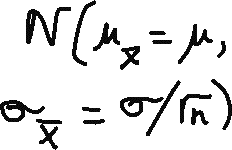 N(μ_x̄ = μ,
σ_x̄ = σ/√n)